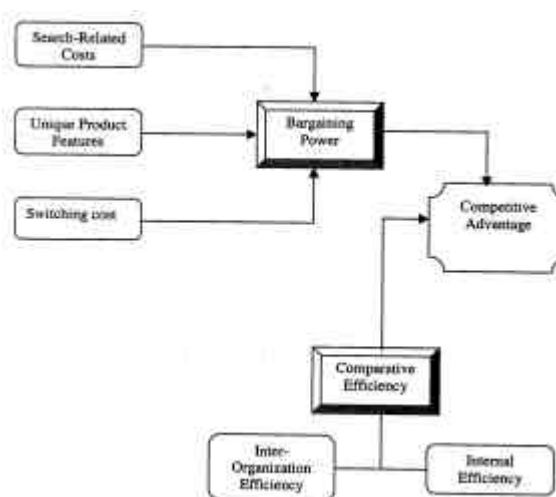 Search-Related
Costs
Unique Product
Features
Bargaining
Power
Switching cost
Competitive
Advantage
Comparative
Efficiency
Inter-
Organization
Efficiency
Internal
Efficiency